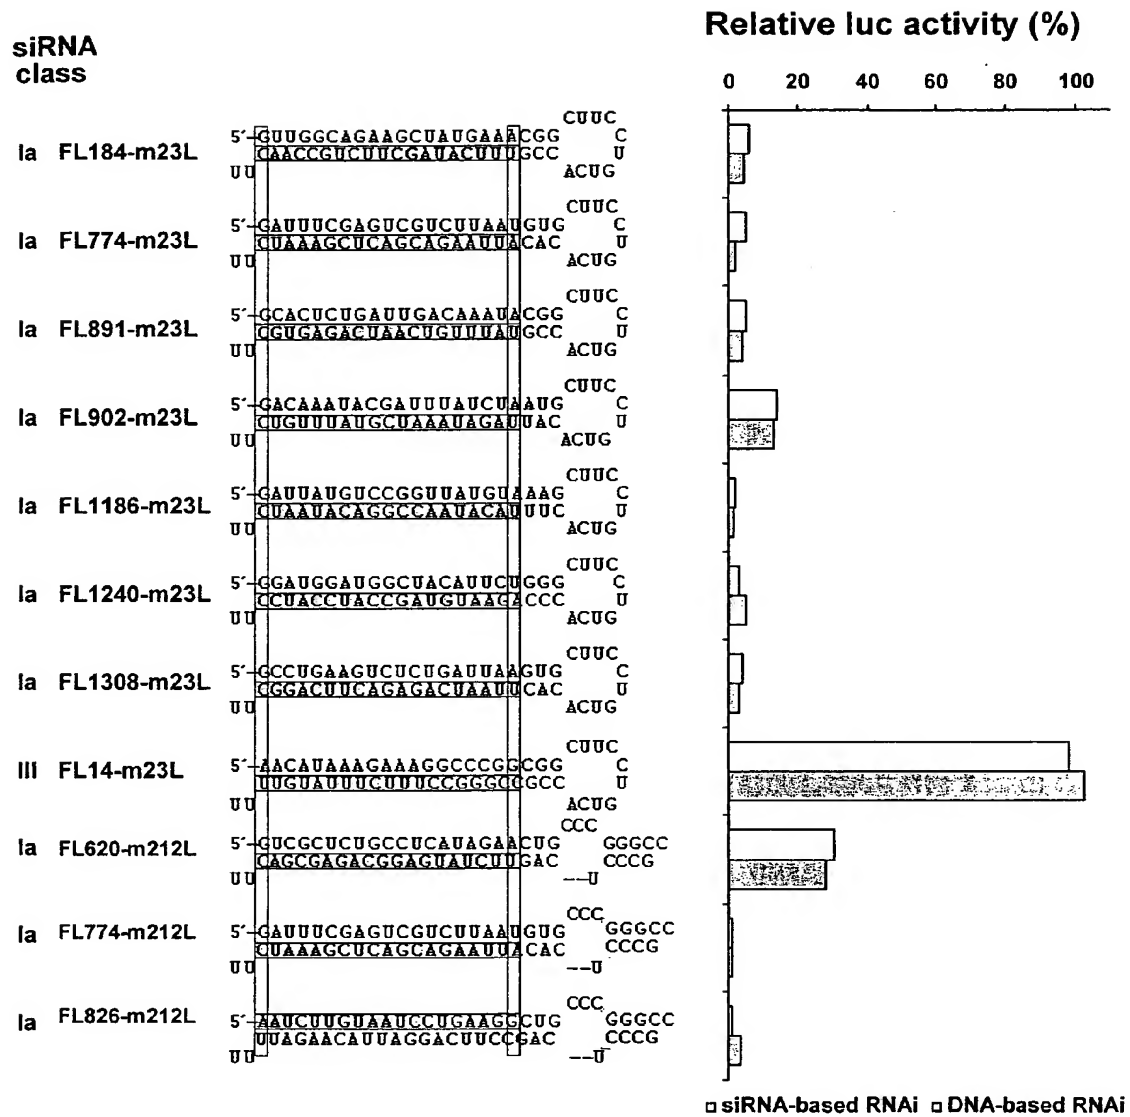 Relative luc activity (%)
siRNA
class
0 20 40 60 80 100
CUUC
5´-GUUGGCAGAAGCUAUGAAACGG C
Ia FL184-m23L
CAACCGUCUUCGAUACUUUGCC U
UU ACUG
CUUC
5´-GAUUUCGAGUCGUCUUAAUGUG C
Ia FL774-m23L
CUAAAGCUCAGCAGAAUUACAC U
UU ACUG
CUUC
5´-GCACUCUGAUUGACAAAUACGG C
Ia FL891-m23L
CGUGAGACUAACUGUUUAUGCC U
UU ACUG
CUUC
5´-GACAAAUACGAUUUAUCUAAUG C
Ia FL902-m23L
CUGUUUAUGCUAAAUAGAUUAC U
UU ACUG
CUUC
5´-GAUUAUGUCCGGUUAUGUAAAG C
Ia FL1186-m23L
CUAAUACAGGCCAAUACAUUUC U
UU ACUG
CUUC
5´-GGAUGGAUGGCUACAUUCUGGG C
Ia FL1240-m23L
CCUACCUACCGAUGUAAGACCC U
UU ACUG
CUUC
5´-GCCUGAAGUCUCUGAUUAAGUG C
Ia FL1308-m23L
CGGACUUCAGAGACUAAUUCAC U
UU ACUG
CUUC
5´-AACAUAAAGAAAGGCCCGGCGG C
III FL14-m23L
UUGUAUUUCUUUCCGGGCCGCC U
UU ACUG
CCC
5´-GUCGCUCUGCCUCAUAGAACUG GGGCC
Ia FL620-m212L
CAGCGAGACGGAGUAUCUUGAC CCCG
UU --U
CCC
5´-GAUUUCGAGUCGUCUUAAUGUG GGGCC
Ia FL774-m212L
CUAAAGCUCAGCAGAAUUACAC CCCG
UU --U
CCC
5´-AAUCUUGUAAUCCUGAAGGCUG GGGCC
Ia FL826-m212L
UUAGAACAUUAGGACUUCCGAC CCCG
UU --U
siRNA-based RNAi DNA-based RNAi